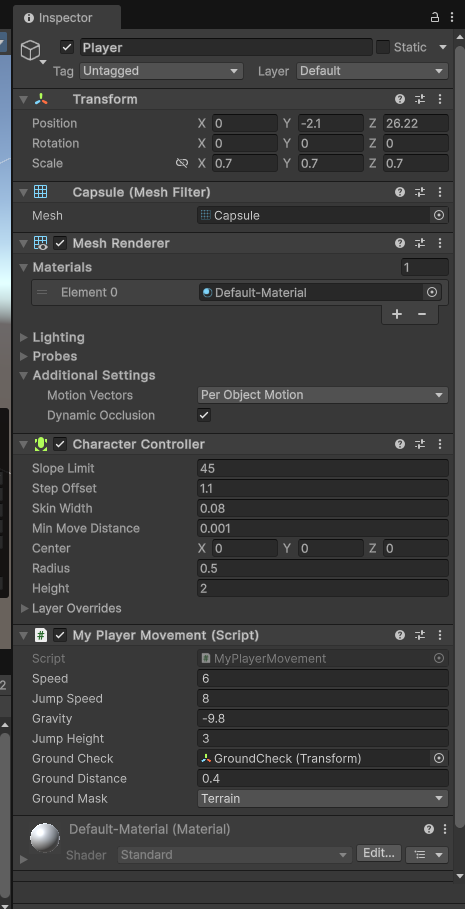 Inspector
Player Static
Tag Untagged Layer Default
Transform
Position X 0 Y -2.1 Z 26.22
Rotation X 0 Y 0 Z 0
Scale X 0.7 Y 0.7 Z 0.7
Capsule (Mesh Filter)
Mesh Capsule
Mesh Renderer
Materials 1
Element 0 Default-Material
+ −
Lighting
Probes
Additional Settings
Motion Vectors Per Object Motion
Dynamic Occlusion
Character Controller
Slope Limit 45
Step Offset 1.1
Skin Width 0.08
Min Move Distance 0.001
Center X 0 Y 0 Z 0
Radius 0.5
Height 2
Layer Overrides
# My Player Movement (Script)
Script # MyPlayerMovement
Speed 6
2
Jump Speed 8
Gravity -9.8
Jump Height 3
Ground Check GroundCheck (Transform)
Ground Distance 0.4
Ground Mask Terrain
Default-Material (Material)
Shader Standard Edit...